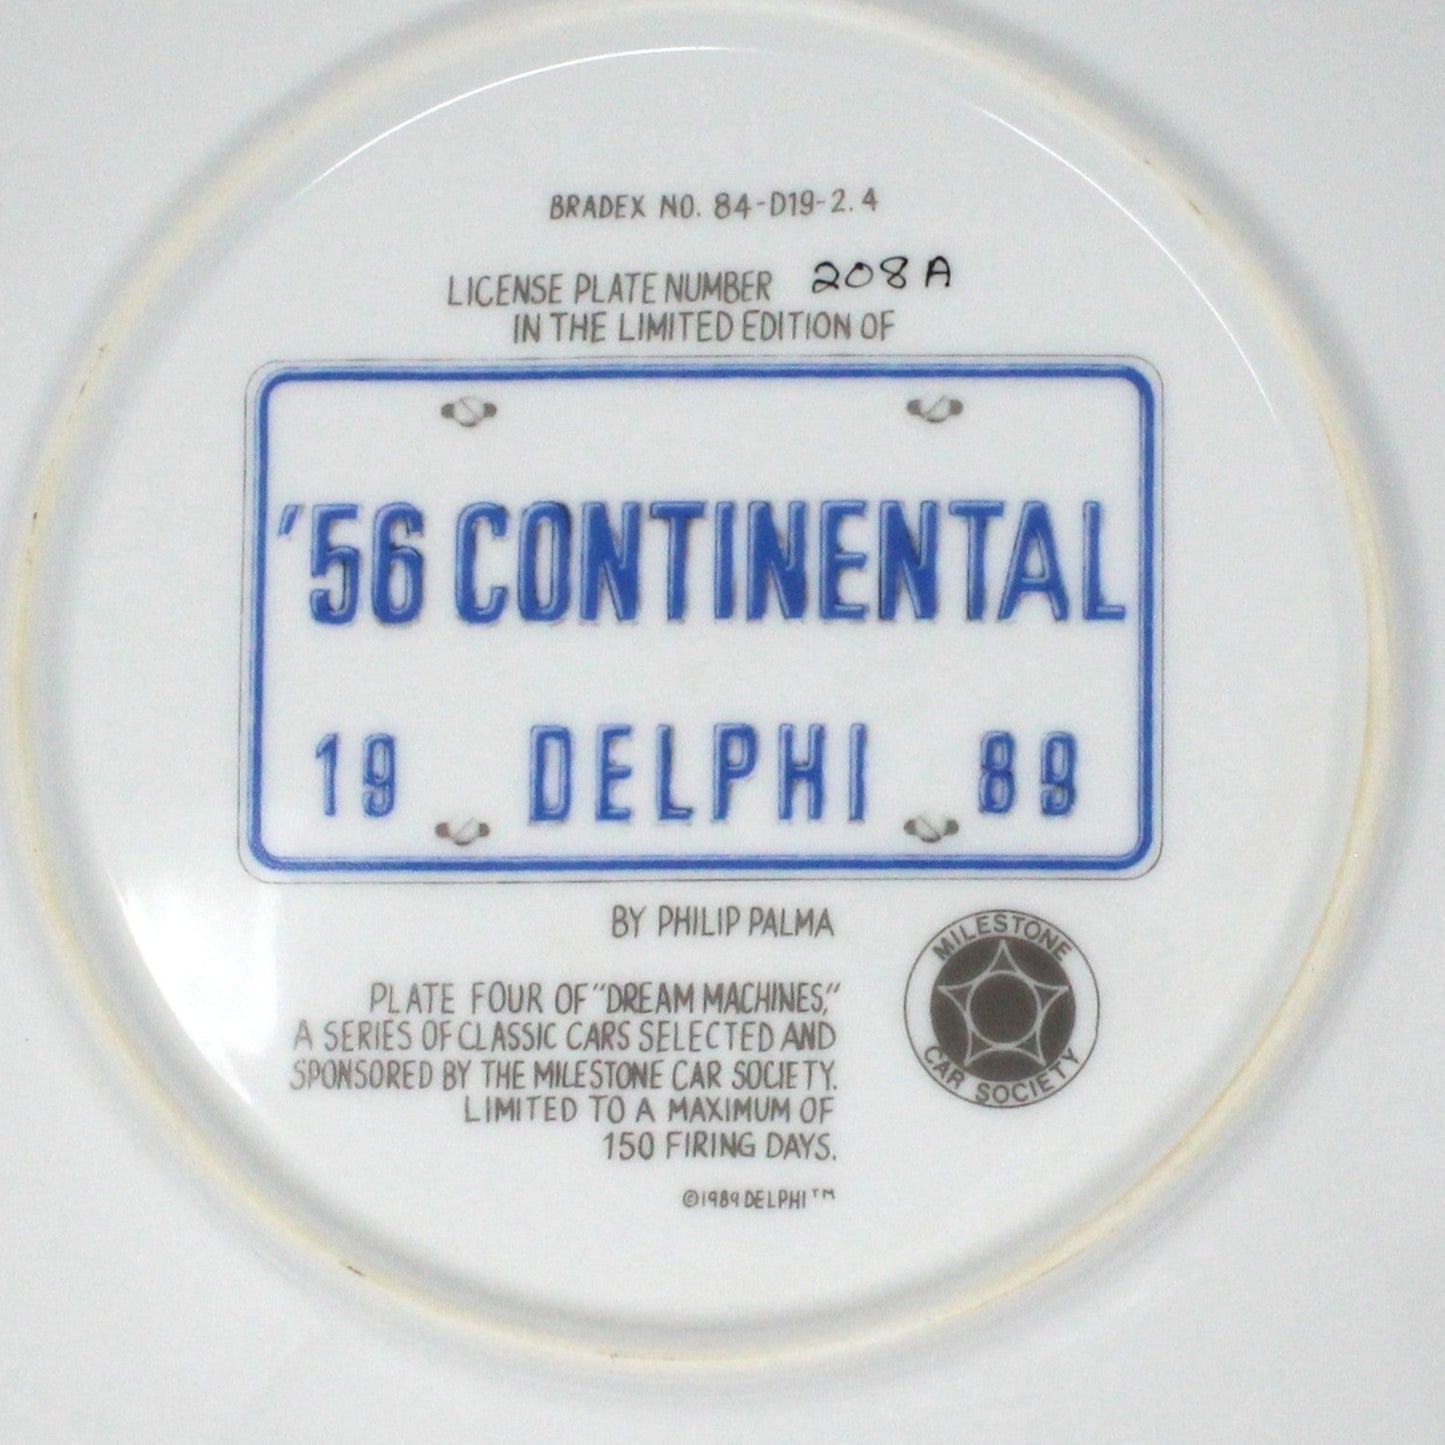 BRADEX NO. 84-D19-2.4
LICENSE PLATE NUMBER 208A
IN THE LIMITED EDITION OF
'56 CONTINENTAL
19 DELPHI 89
BY PHILIP PALMA
PLATE FOUR OF "DREAM MACHINES,"
A SERIES OF CLASSIC CARS SELECTED AND
SPONSORED BY THE MILESTONE CAR SOCIETY.
LIMITED TO A MAXIMUM OF
150 FIRING DAYS.
©1989 DELPHI™
MILESTONE
CAR SOCIETY